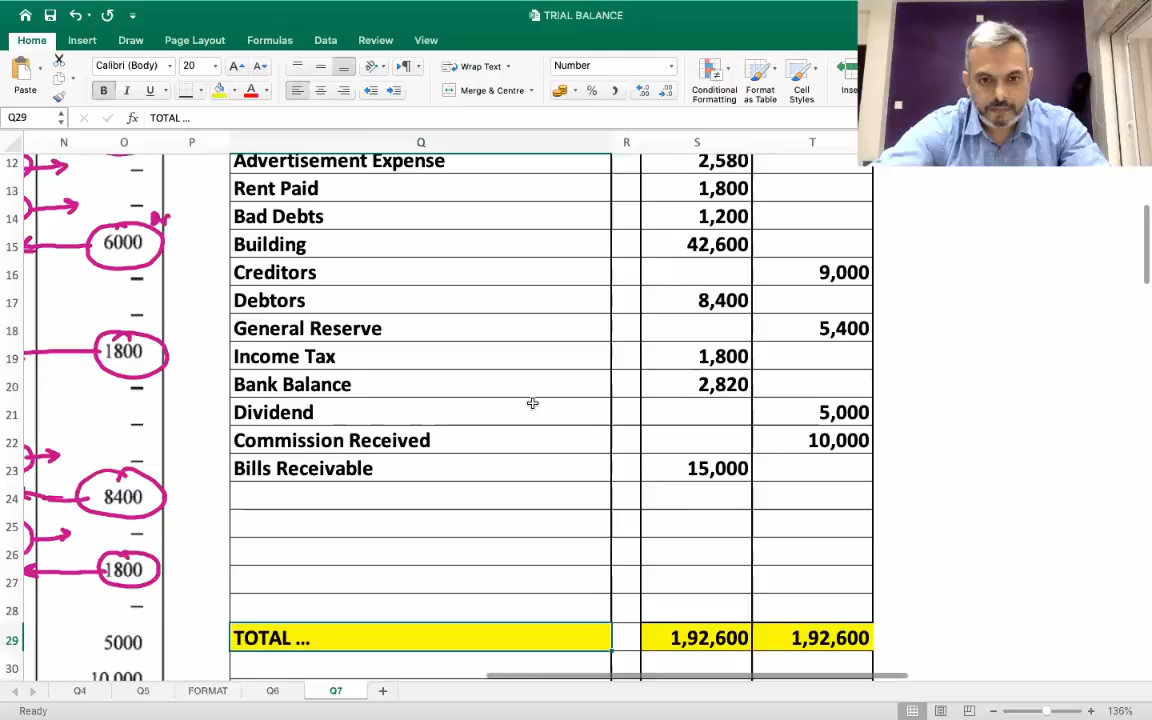 TRIAL BALANCE
Home Insert Draw Page Layout Formulas Data Review View
Paste Calibri (Body) 20 A A Wrap Text Number Conditional Formatting Format as Table Cell Styles Inse
B I U A Merge & Centre % .00
Q29 fx TOTAL ...
N O P Q R S T
12 Advertisement Expense 2,580
13 Rent Paid 1,800
14 Bad Debts 1,200
15 6000 Building 42,600
16 Creditors 9,000
17 Debtors 8,400
18 General Reserve 5,400
19 1800 Income Tax 1,800
20 Bank Balance 2,820
21 Dividend 5,000
22 Commission Received 10,000
23 Bills Receivable 15,000
24 8400
25
26
27 1800
28
29 5000 TOTAL ... 1,92,600 1,92,600
30 10,000
Q4 Q5 FORMAT Q6 Q7 +
Ready 136%